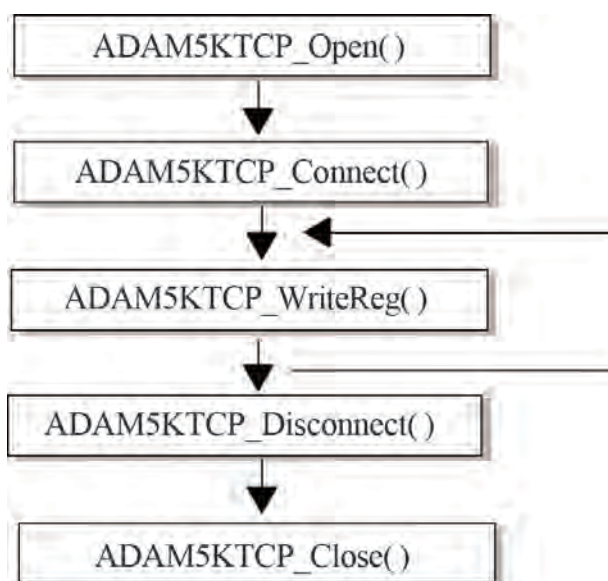 ADAM5KTCP_Open( )
ADAM5KTCP_Connect( )
ADAM5KTCP_WriteReg( )
ADAM5KTCP_Disconnect( )
ADAM5KTCP_Close( )